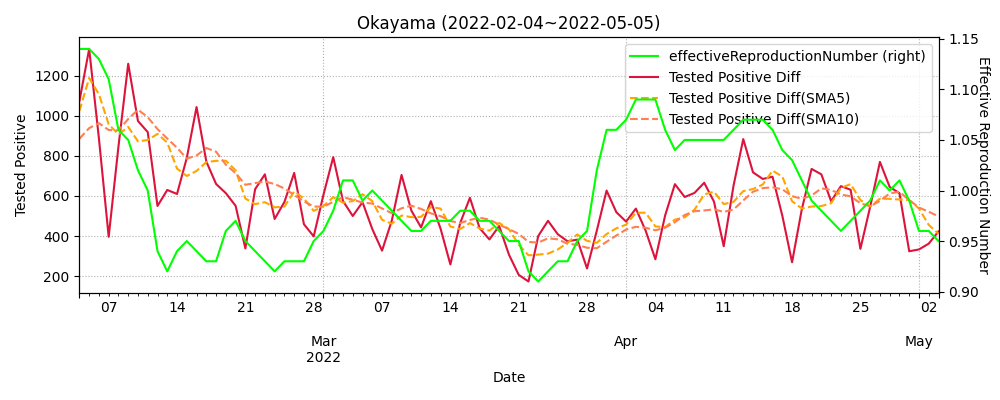 Okayama (2022-02-04~2022-05-05)
effectiveReproductionNumber (right)
Tested Positive Diff
Tested Positive Diff(SMA5)
Tested Positive Diff(SMA10)
Tested Positive
1200
1000
800
600
400
200
1.15
1.10
1.05
1.00
0.95
0.90
Effective Reproduction Number
07 14 21 28 07 14 21 28 04 11 18 25 02
Mar Apr May
2022
Date